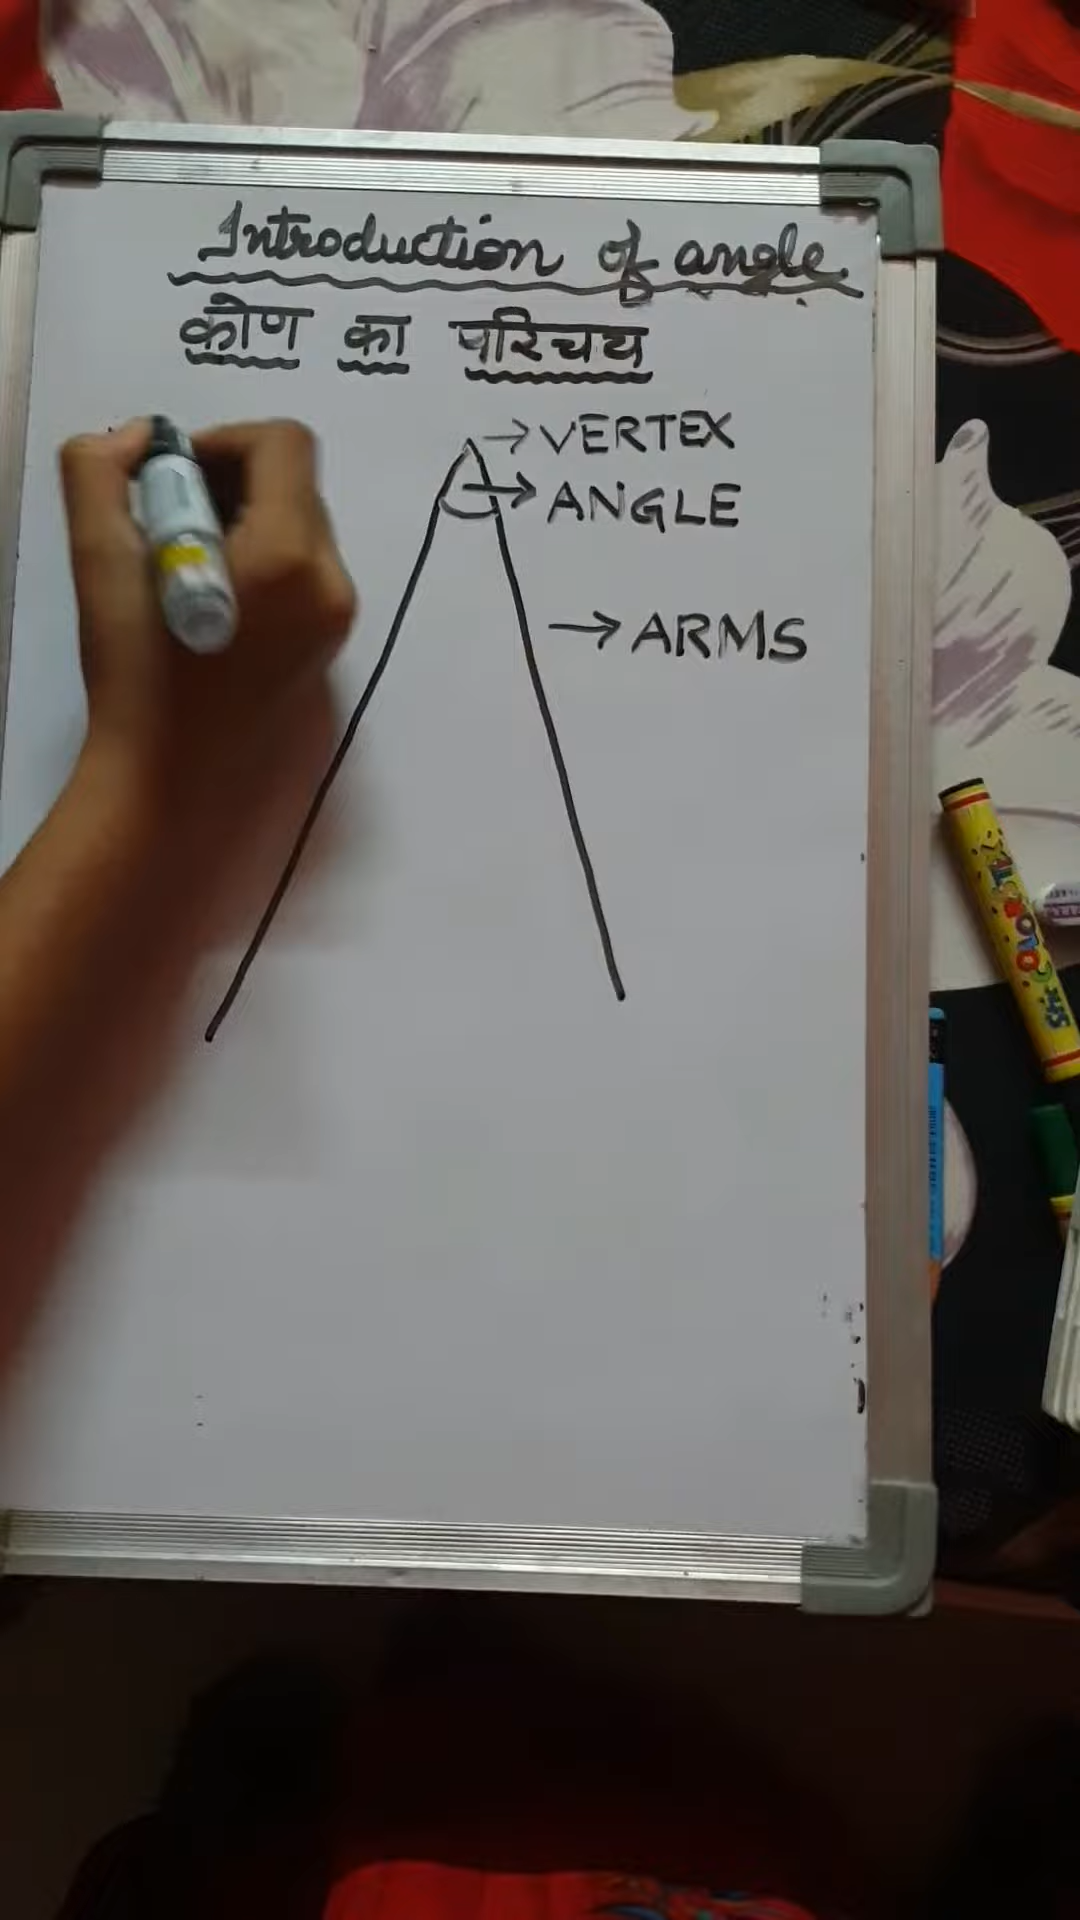 Introduction of angle.
कोण का परिचय
→ VERTEX
→ ANGLE
→ ARMS